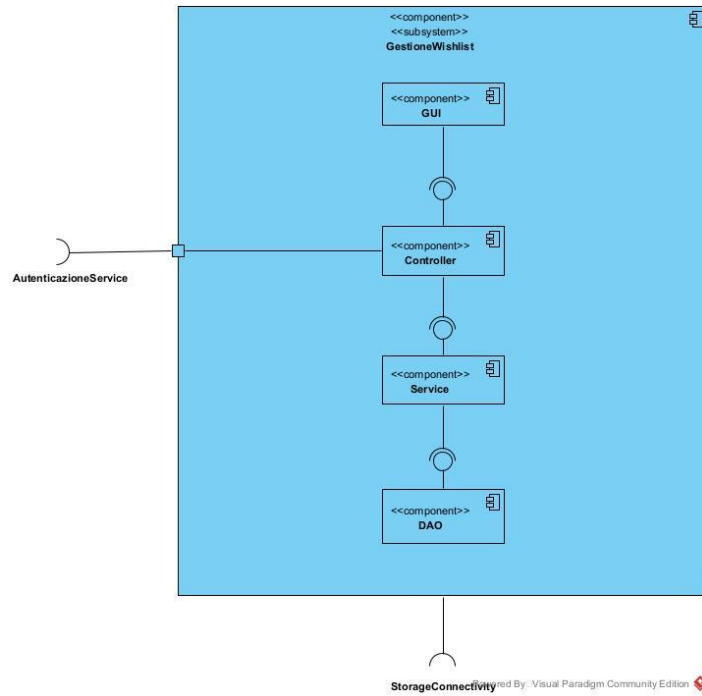 <<component>>
<<subsystem>>
GestioneWishlist
<<component>>
GUI
<<component>>
Controller
AutenticazioneService
<<component>>
Service
<<component>>
DAO
StorageConnectivity
Powered By: Visual Paradigm Community Edition